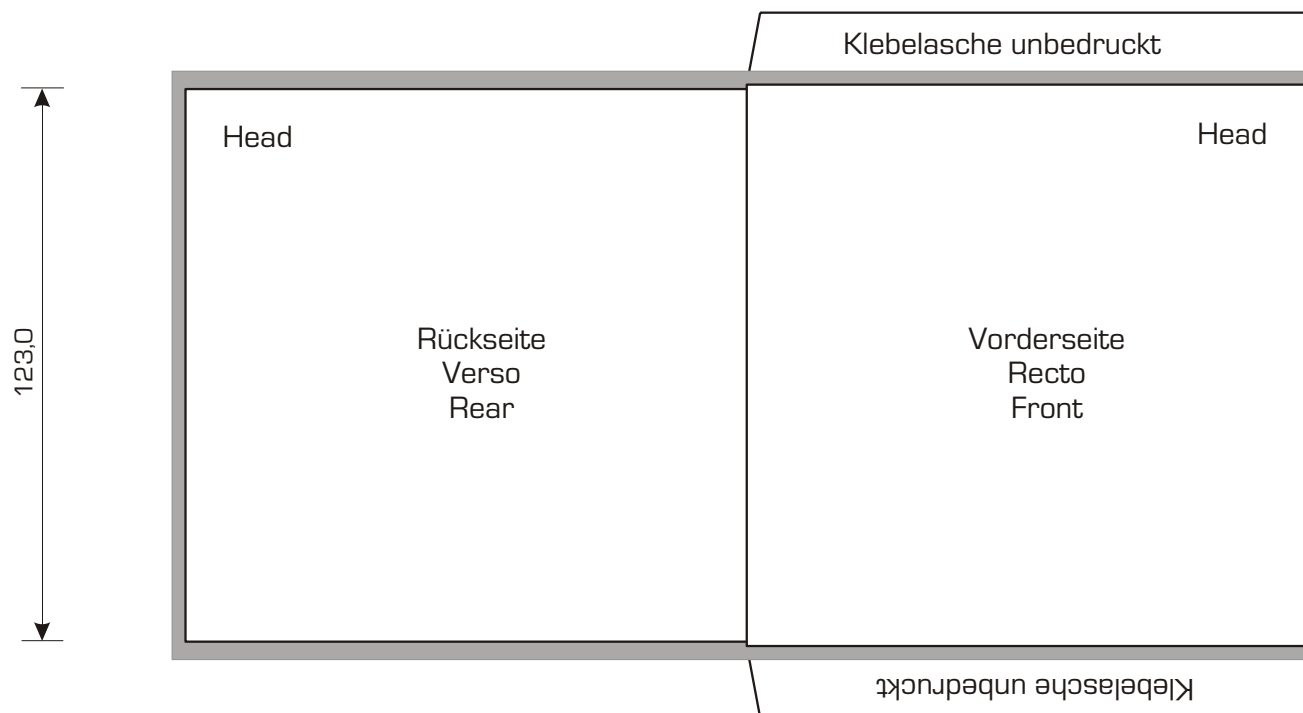 Klebelasche unbedruckt
Head
Head
123,0
Rückseite
Verso
Rear
Vorderseite
Recto
Front
Klebelasche unbedruckt